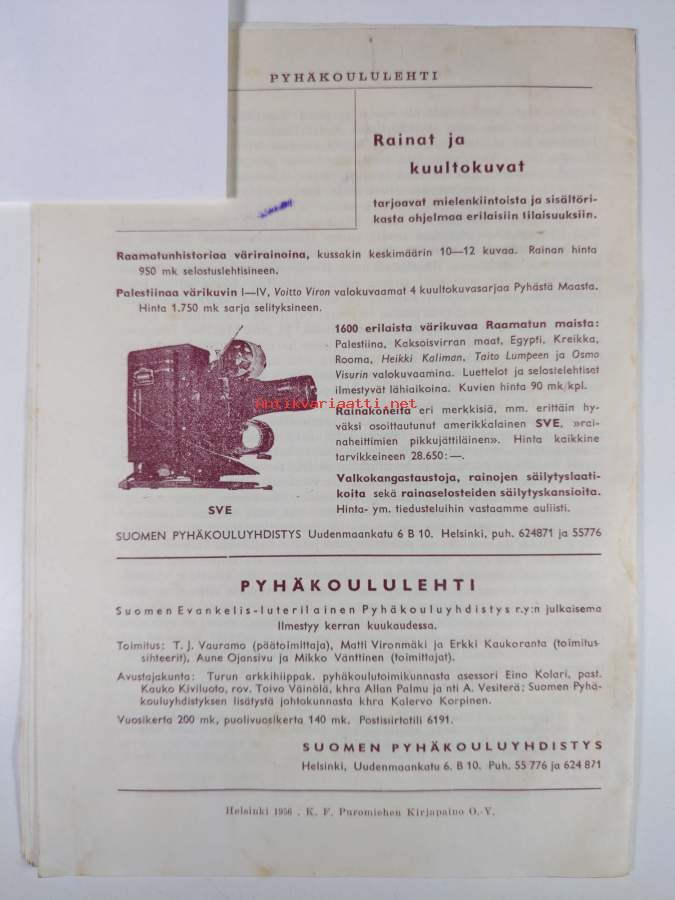 PYHÄKOULULEHTI
Rainat ja
kuultokuvat
tarjoavat mielenkiintoista ja sisältöri-
kasta ohjelmaa erilaisiin tilaisuuksiin.
Raamatunhistoriaa värirainoina, kussakin keskimäärin 10—12 kuvaa. Rainan hinta
950 mk selostuslehtisineen.
Palestiinaa värikuvin I—IV, Voitto Viron valokuvaamat 4 kuultokuvasarjaa Pyhästä Maasta.
Hinta 1.750 mk sarja selityksineen.
1600 erilaista värikuvaa Raamatun maista:
Palestiina, Kaksoisvirran maat, Egypti, Kreikka,
Rooma, Heikki Kaliman, Taito Lumpeen ja Osmo
Visurin valokuvaamina. Luettelot ja selostelehtiset
ilmestyvät lähiaikoina. Kuvien hinta 90 mk/kpl.
antikvariaatti.net
Rainakoneita eri merkkisiä, mm. erittäin hy-
väksi osoittautunut amerikkalainen SVE, »rai-
naheittimien pikkujättiläinen». Hinta kaikkine
tarvikkeineen 28.650:—.
Valkokangastaustoja, rainojen säilytyslaati-
koita sekä rainaselosteiden säilytyskansioita.
Hinta- ym. tiedusteluihin vastaamme auliisti.
SVE
SUOMEN PYHÄKOULUYHDISTYS Uudenmaankatu 6 B 10. Helsinki, puh. 624871 ja 55776
PYHÄKOULULEHTI
Suomen Evankelis-luterilainen Pyhäkouluyhdistys r.y:n julkaisema
Ilmestyy kerran kuukaudessa.
Toimitus: T. J. Vauramo (päätoimittaja), Matti Vironmäki ja Erkki Kaukoranta (toimitus-
sihteerit), Aune Ojansivu ja Mikko Vänttinen (toimittajat).
Avustajakunta: Turun arkkihiippak. pyhäkoulutoimikunnasta asessori Eino Kolari, past.
Kauko Kiviluoto, rov. Toivo Väinölä, khra Allan Palmu ja nti A. Vesiterä; Suomen Pyhä-
kouluyhdistyksen lisätystä johtokunnasta khra Kalervo Korpinen.
Vuosikerta 200 mk, puolivuosikerta 140 mk. Postisiirtotili 6191.
SUOMEN PYHÄKOULUYHDISTYS
Helsinki, Uudenmaankatu 6. B 10. Puh. 55 776 ja 624 871
Helsinki 1956 . K. F. Puromiehen Kirjapaino O.-Y.